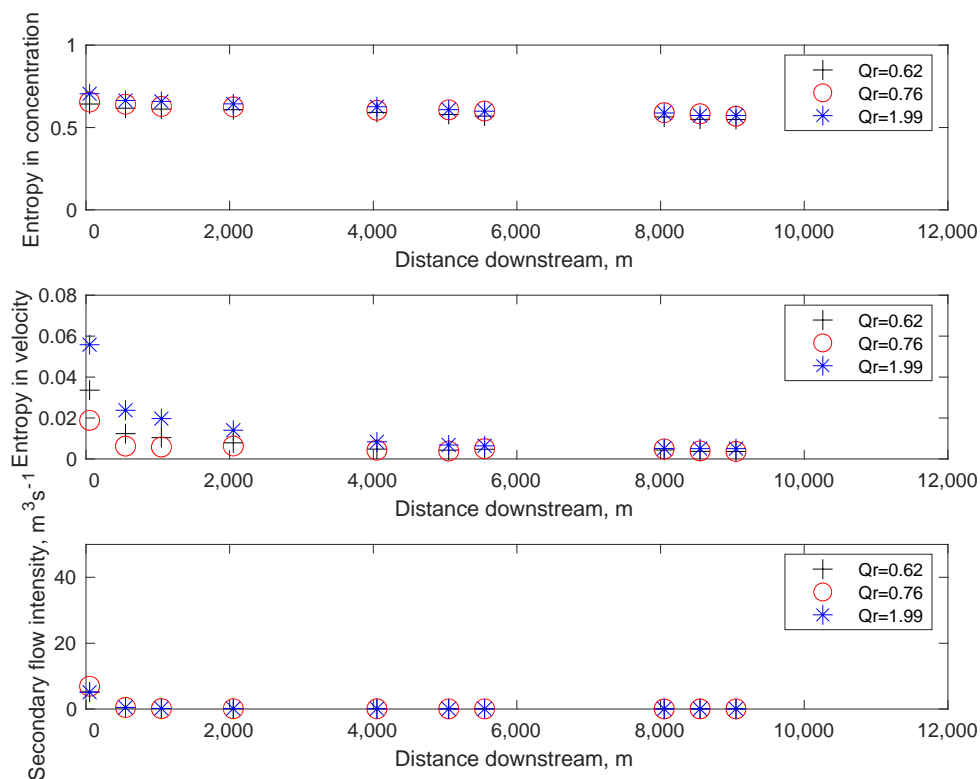 1
0.5
0
Entropy in concentration
Qr=0.62
Qr=0.76
Qr=1.99
0 2,000 4,000 6,000 8,000 10,000 12,000
Distance downstream, m
0.08
0.06
0.04
0.02
0
Entropy in velocity
Qr=0.62
Qr=0.76
Qr=1.99
0 2,000 4,000 6,000 8,000 10,000 12,000
Distance downstream, m
40
20
0
Secondary flow intensity, m³s⁻¹
Qr=0.62
Qr=0.76
Qr=1.99
0 2,000 4,000 6,000 8,000 10,000 12,000
Distance downstream, m